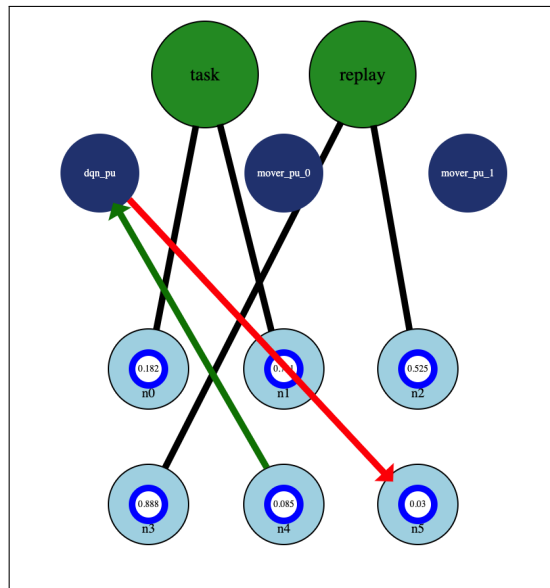 task replay
dqn_pu mover_pu_0 mover_pu_1
0.182 0.525
n0 n1 n2
0.888 0.085 0.03
n3 n4 n5